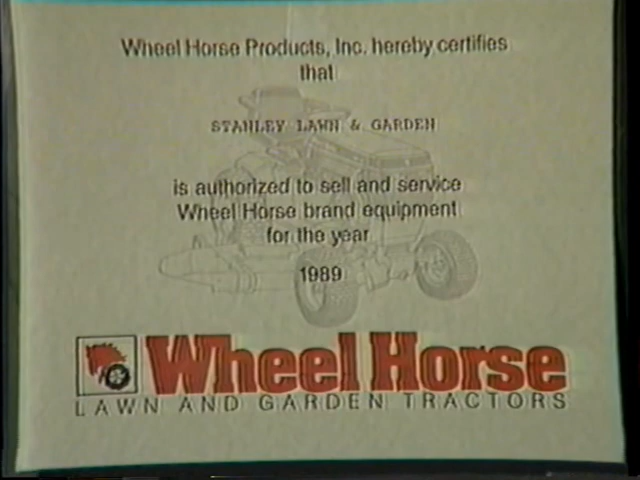 Wheel Horse Products, Inc. hereby certifies
that
STANLEY LAWN & GARDEN
is authorized to sell and service
Wheel Horse brand equipment
for the year
1989
Wheel Horse
LAWN AND GARDEN TRACTORS